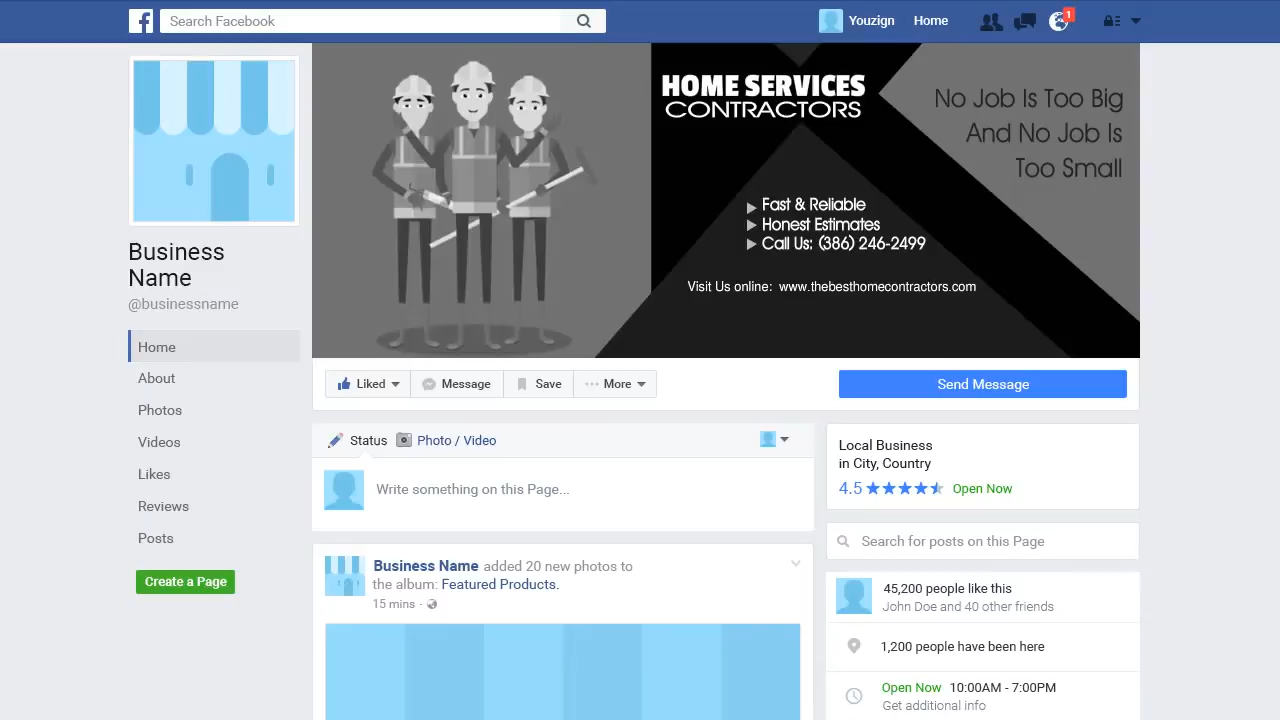 Search Facebook
Youzign
Home
1
HOME SERVICES
CONTRACTORS
No Job Is Too Big
And No Job Is
Too Small
Fast & Reliable
Honest Estimates
Call Us: (386) 246-2499
Visit Us online: www.thebesthomecontractors.com
Business
Name
@businessname
Home
About
Photos
Videos
Likes
Reviews
Posts
Create a Page
Liked
Message
Save
More
Send Message
Status
Photo / Video
Write something on this Page...
Business Name added 20 new photos to
the album: Featured Products.
15 mins ·
Local Business
in City, Country
4.5
Open Now
Search for posts on this Page
45,200 people like this
John Doe and 40 other friends
1,200 people have been here
Open Now 10:00AM - 7:00PM
Get additional info